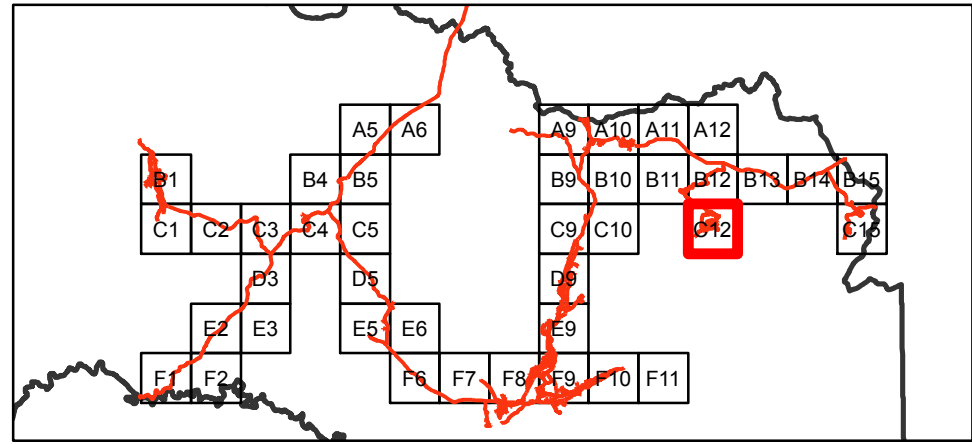 A5 A6 A9 A10 A11 A12
B1 B4 B5 B9 B10 B11 B12 B13 B14 B15
C1 C2 C3 C4 C5 C9 C10 C12 C15
D3 D5 D9
E2 E3 E5 E6 E9
F1 F2 F6 F7 F8 F9 F10 F11